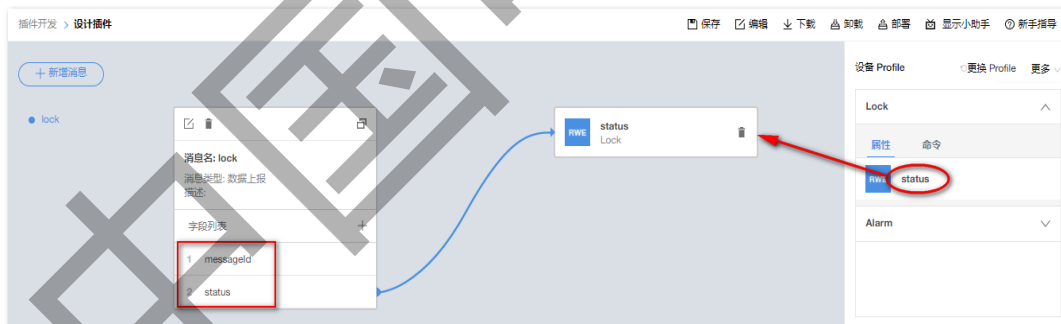 插件开发 > 设计插件
保存 编辑 下载 卸载 部署 显示小助手 新手指导
+ 新增消息
lock
消息名: lock
消息类型: 数据上报
描述:
字段列表 +
1 messageId
2 status
RWE status
Lock
设备 Profile 更换 Profile 更多
Lock
属性 命令
RWE status
Alarm